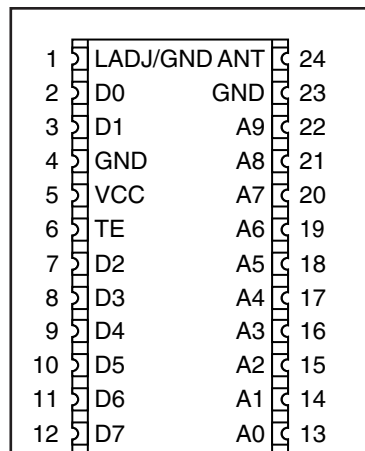 1 LADJ/GND ANT 24
2 D0 GND 23
3 D1 A9 22
4 GND A8 21
5 VCC A7 20
6 TE A6 19
7 D2 A5 18
8 D3 A4 17
9 D4 A3 16
10 D5 A2 15
11 D6 A1 14
12 D7 A0 13